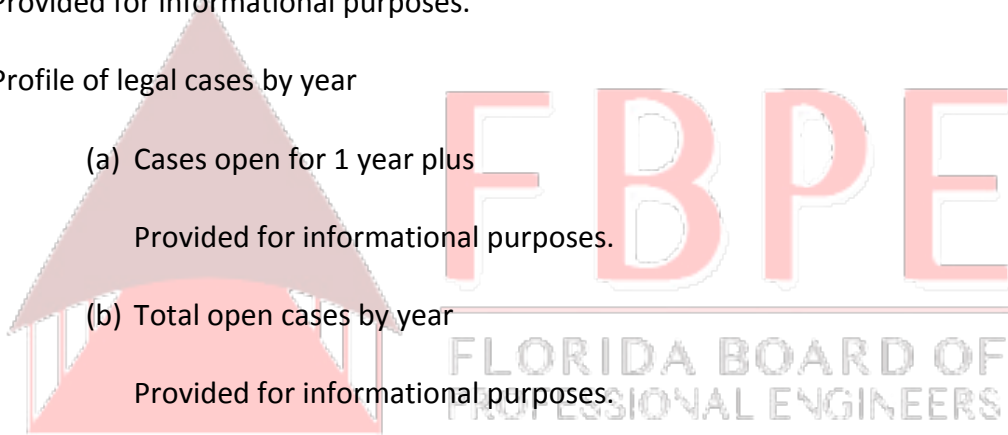 Provided for informational purposes.
Profile of legal cases by year
(a) Cases open for 1 year plus
Provided for informational purposes.
(b) Total open cases by year
Provided for informational purposes.
FBPE
FLORIDA BOARD OF
PROFESSIONAL ENGINEERS